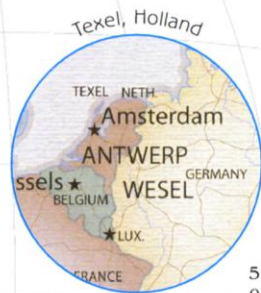 Texel, Holland
TEXEL NETH.
Amsterdam
ANTWERP
ssels
GERMANY
WESEL
BELGIUM
LUX.
FRANCE
5